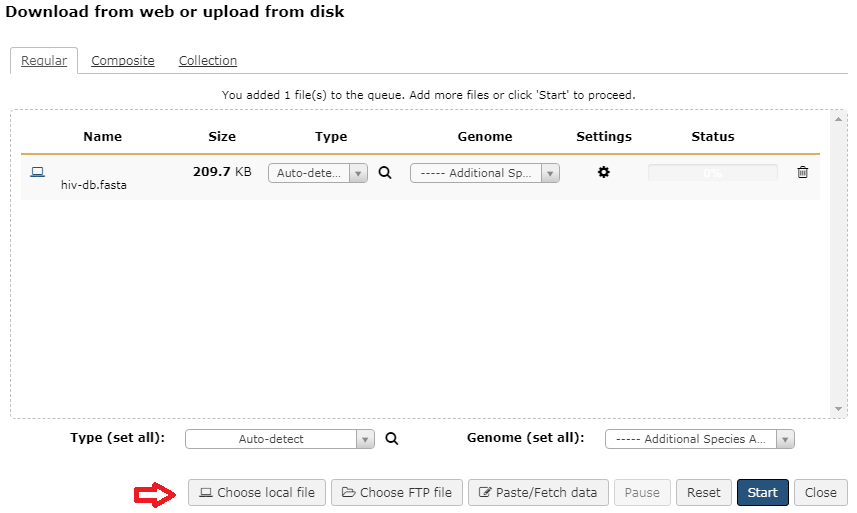 Download from web or upload from disk
Regular Composite Collection
You added 1 file(s) to the queue. Add more files or click 'Start' to proceed.
Name Size Type Genome Settings Status
hiv-db.fasta 209.7 KB Auto-dete... ----- Additional Sp... 0%
Type (set all): Auto-detect Genome (set all): ----- Additional Species A...
Choose local file Choose FTP file Paste/Fetch data Pause Reset Start Close